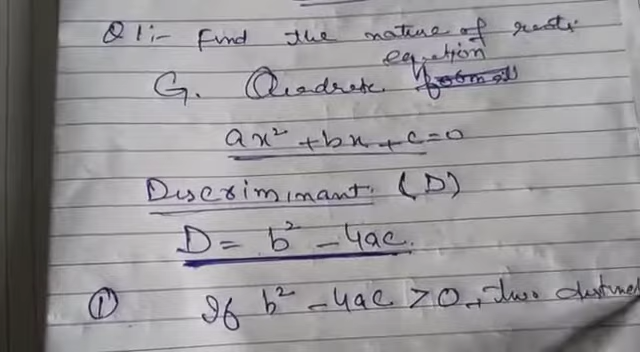 Q1:- Find the nature of roots
equation
G. Quadratic
ax² + bx + c = 0
Discriminant. (D)
D = b² - 4ac.
① If b² - 4ac > 0, two distinct